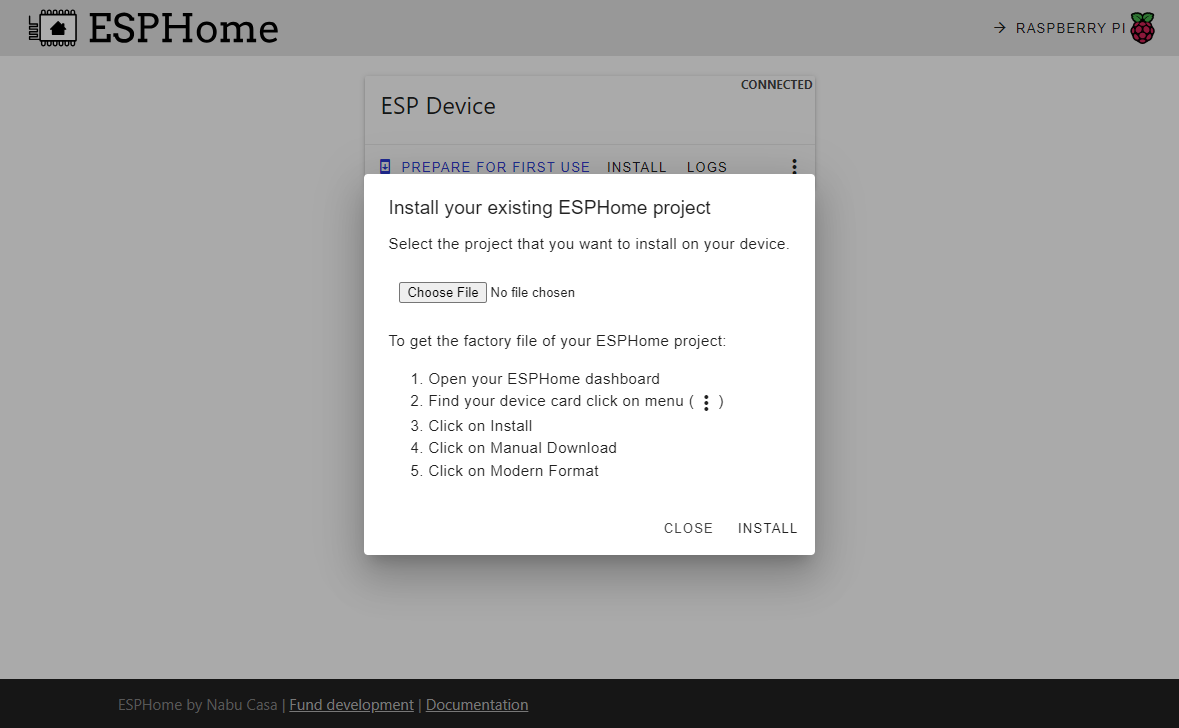 ESPHome
RASPBERRY PI
CONNECTED
ESP Device
PREPARE FOR FIRST USE INSTALL LOGS
Install your existing ESPHome project
Select the project that you want to install on your device.
Choose File No file chosen
To get the factory file of your ESPHome project:
1. Open your ESPHome dashboard
2. Find your device card click on menu ( ⋮ )
3. Click on Install
4. Click on Manual Download
5. Click on Modern Format
CLOSE INSTALL
ESPHome by Nabu Casa | Fund development | Documentation